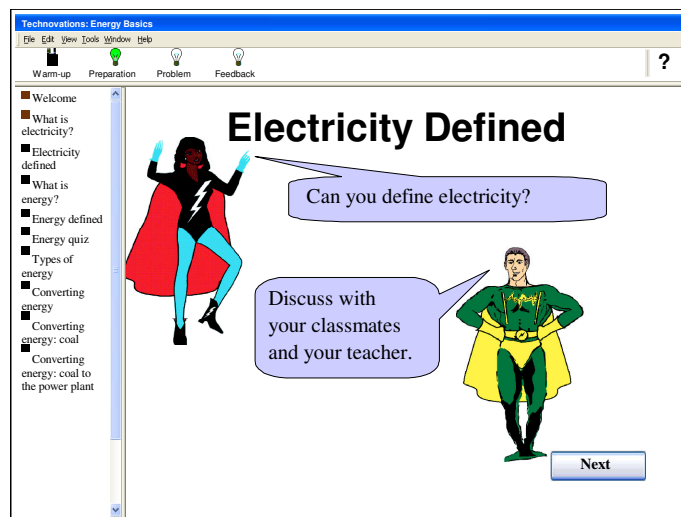 Technovations: Energy Basics
File Edit View Tools Window Help
Warm-up Preparation Problem Feedback
?
Welcome
What is
electricity?
Electricity
defined
What is
energy?
Energy defined
Energy quiz
Types of
energy
Converting
energy
Converting
energy: coal
Converting
energy: coal to
the power plant
Electricity Defined
Can you define electricity?
Discuss with
your classmates
and your teacher.
Next